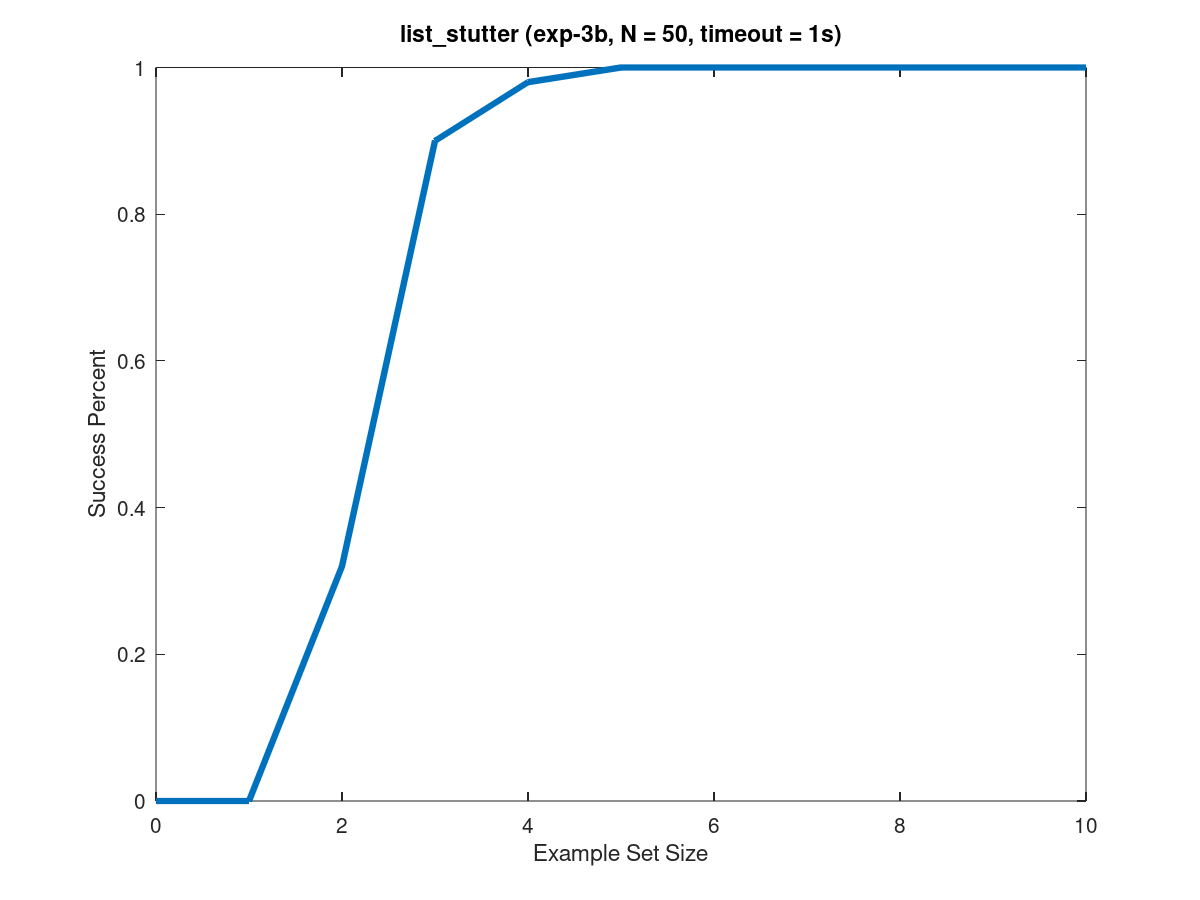 list_stutter (exp-3b, N = 50, timeout = 1s)
1
0.8
0.6
0.4
0.2
0
Success Percent
0 2 4 6 8 10
Example Set Size